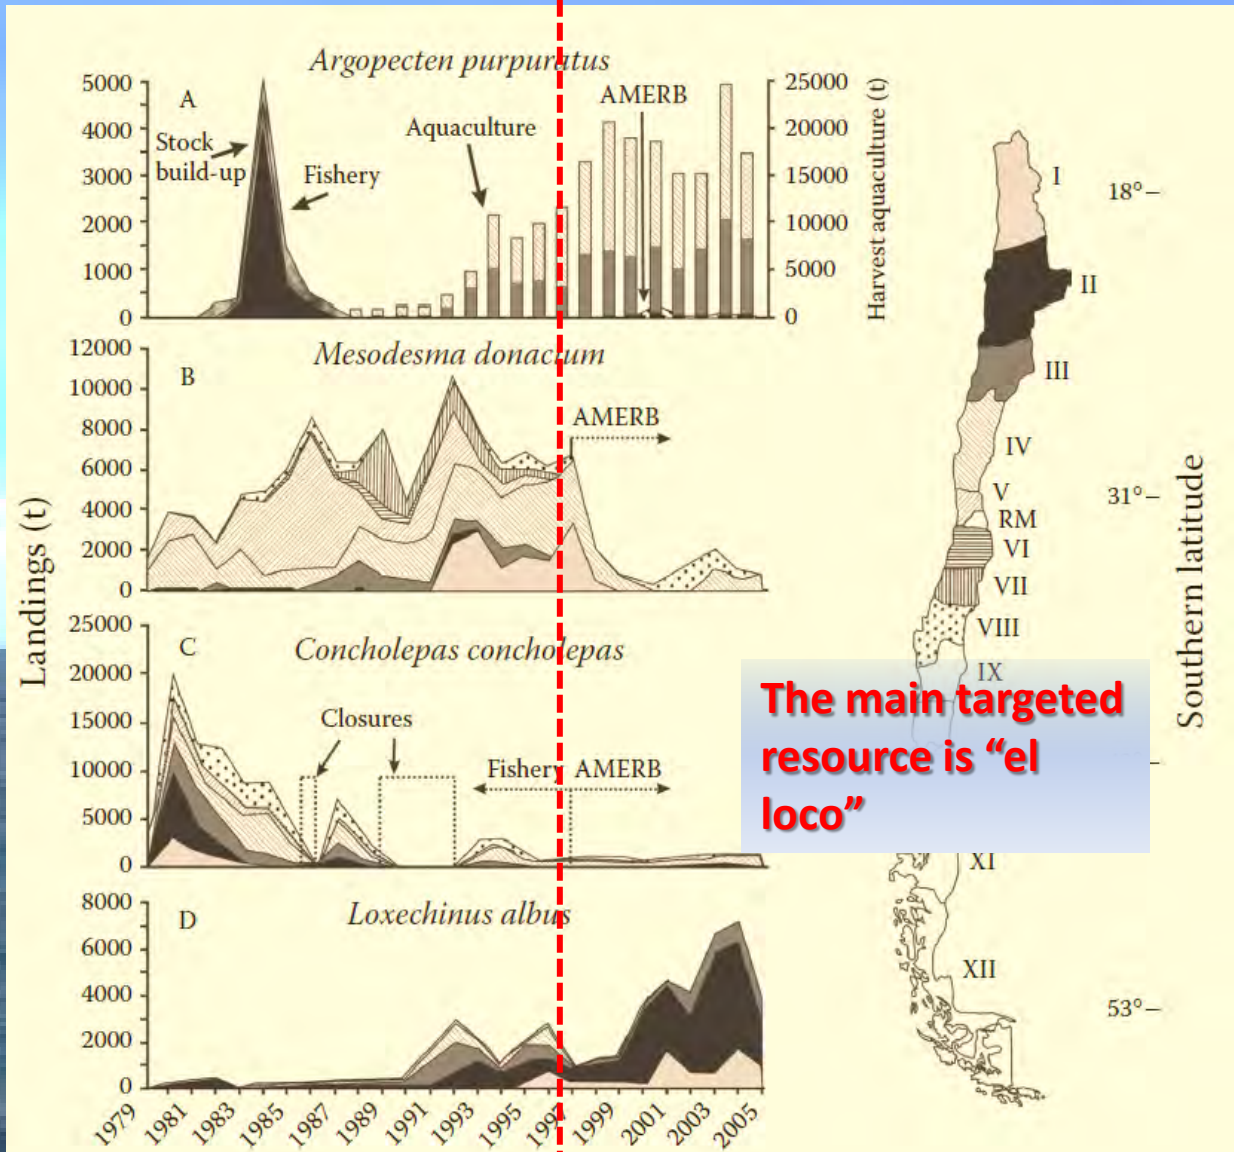 Argopecten purpuratus
5000
4000
3000
2000
1000
0
A
Stock
build-up
Fishery
Aquaculture
AMERB
25000
20000
15000
10000
5000
0
Harvest aquaculture (t)
Mesodesma donacium
12000
10000
8000
6000
4000
2000
0
B
AMERB
Landings (t)
Concholepas concholepas
25000
20000
15000
10000
5000
0
C
Closures
Fishery
AMERB
Loxechinus albus
8000
6000
4000
2000
0
D
1979
1981
1983
1985
1987
1989
1991
1993
1995
1997
1999
2001
2003
2005
I
II
III
IV
V
RM
VI
VII
VIII
IX
XI
XII
18°
31°
53°
Southern latitude
The main targeted
resource is “el
loco”